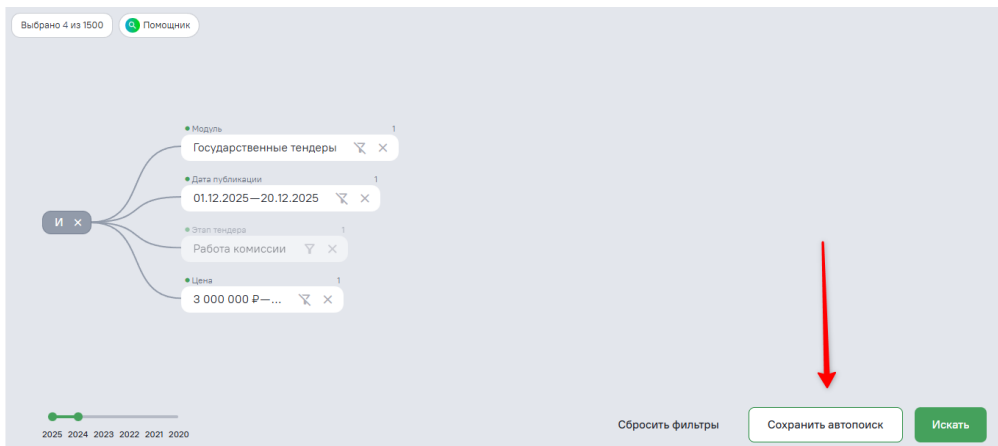 Выбрано 4 из 1500
Помощник
Модуль 1
Государственные тендеры
Дата публикации 1
01.12.2025—20.12.2025
И
Этап тендера 1
Работа комиссии
Цена 1
3 000 000 ₽—...
2025 2024 2023 2022 2021 2020
Сбросить фильтры
Сохранить автопоиск
Искать